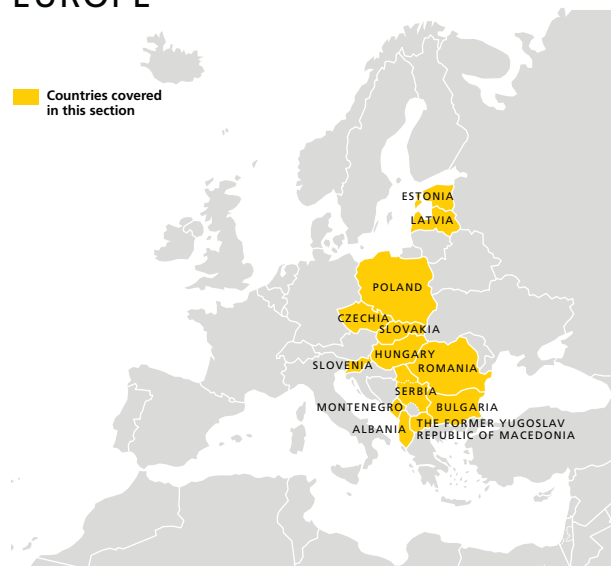 EUROPE
Countries covered
in this section
ESTONIA
LATVIA
POLAND
CZECHIA
SLOVAKIA
HUNGARY
SLOVENIA
ROMANIA
SERBIA
MONTENEGRO
BULGARIA
ALBANIA
THE FORMER YUGOSLAV
REPUBLIC OF MACEDONIA